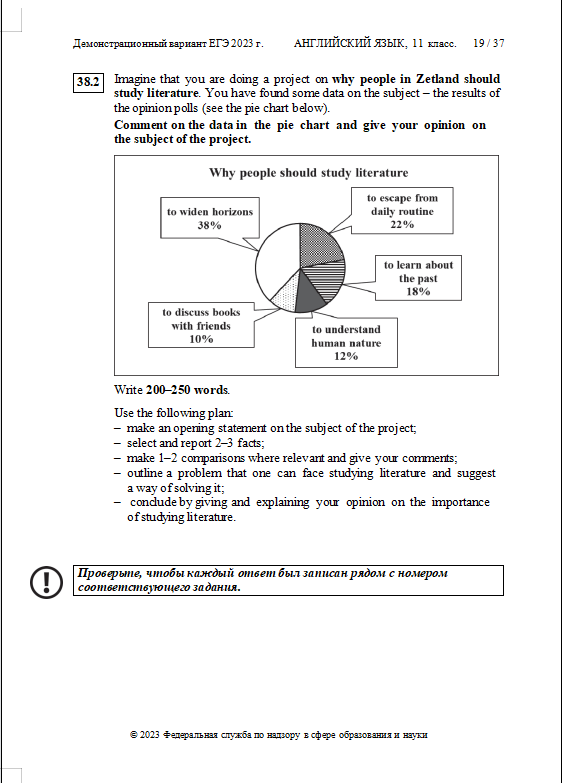 Демонстрационный вариант ЕГЭ 2023 г. АНГЛИЙСКИЙ ЯЗЫК, 11 класс. 19 / 37
38.2 Imagine that you are doing a project on why people in Zetland should
study literature. You have found some data on the subject – the results of
the opinion polls (see the pie chart below).
Comment on the data in the pie chart and give your opinion on
the subject of the project.
Why people should study literature
to escape from
daily routine
22%
to widen horizons
38%
to learn about
the past
18%
to discuss books
with friends
10%
to understand
human nature
12%
Write 200–250 words.
Use the following plan:
– make an opening statement on the subject of the project;
– select and report 2–3 facts;
– make 1–2 comparisons where relevant and give your comments;
– outline a problem that one can face studying literature and suggest
a way of solving it;
– conclude by giving and explaining your opinion on the importance
of studying literature.
Проверьте, чтобы каждый ответ был записан рядом с номером
соответствующего задания.
© 2023 Федеральная служба по надзору в сфере образования и науки